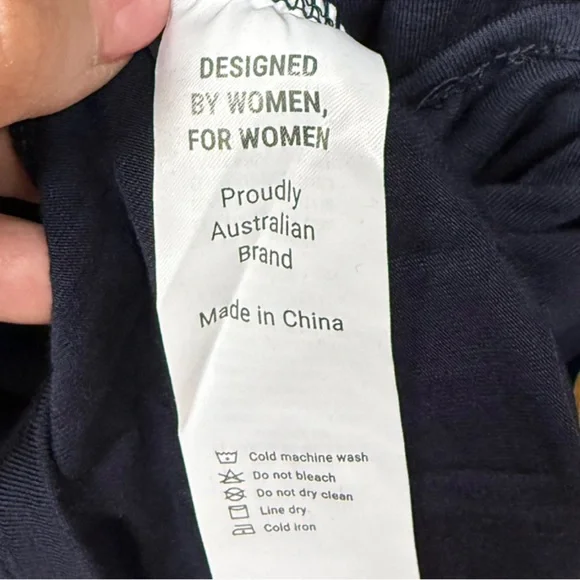 DESIGNED
BY WOMEN,
FOR WOMEN
Proudly
Australian
Brand
Made in China
Cold machine wash
Do not bleach
Do not dry clean
Line dry
Cold Iron